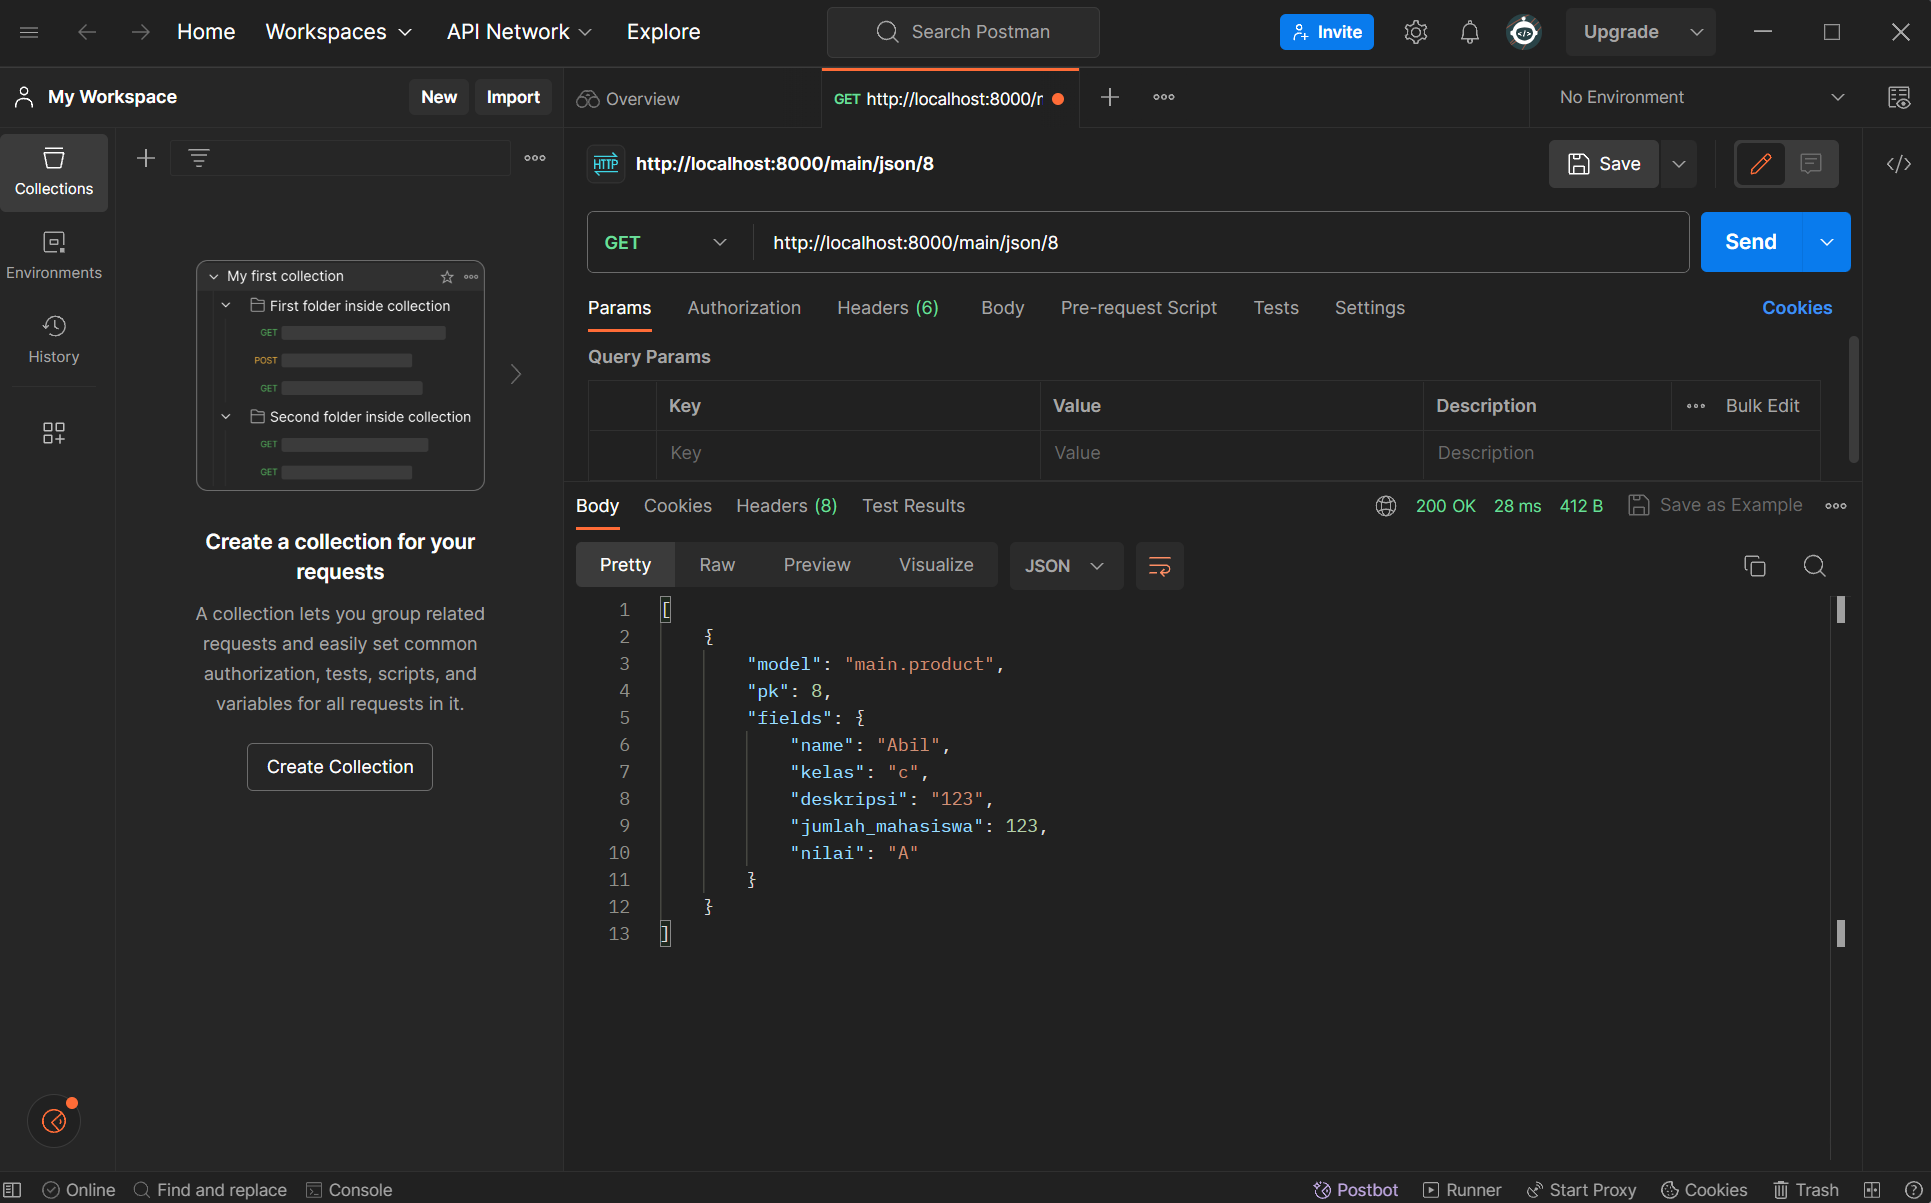 Home Workspaces API Network Explore Search Postman Invite Upgrade
My Workspace New Import
Overview GET http://localhost:8000/r No Environment
Collections
Environments
History
My first collection
First folder inside collection
GET
POST
GET
Second folder inside collection
GET
GET
Create a collection for your
requests
A collection lets you group related
requests and easily set common
authorization, tests, scripts, and
variables for all requests in it.
Create Collection
HTTP http://localhost:8000/main/json/8 Save
GET http://localhost:8000/main/json/8 Send
Params Authorization Headers (6) Body Pre-request Script Tests Settings Cookies
Query Params
Key Value Description Bulk Edit
Key Value Description
Body Cookies Headers (8) Test Results 200 OK 28 ms 412 B Save as Example
Pretty Raw Preview Visualize JSON
1 [
2 {
3 "model": "main.product",
4 "pk": 8,
5 "fields": {
6 "name": "Abil",
7 "kelas": "c",
8 "deskripsi": "123",
9 "jumlah_mahasiswa": 123,
10 "nilai": "A"
11 }
12 }
13 ]
Online Find and replace Console Postbot Runner Start Proxy Cookies Trash